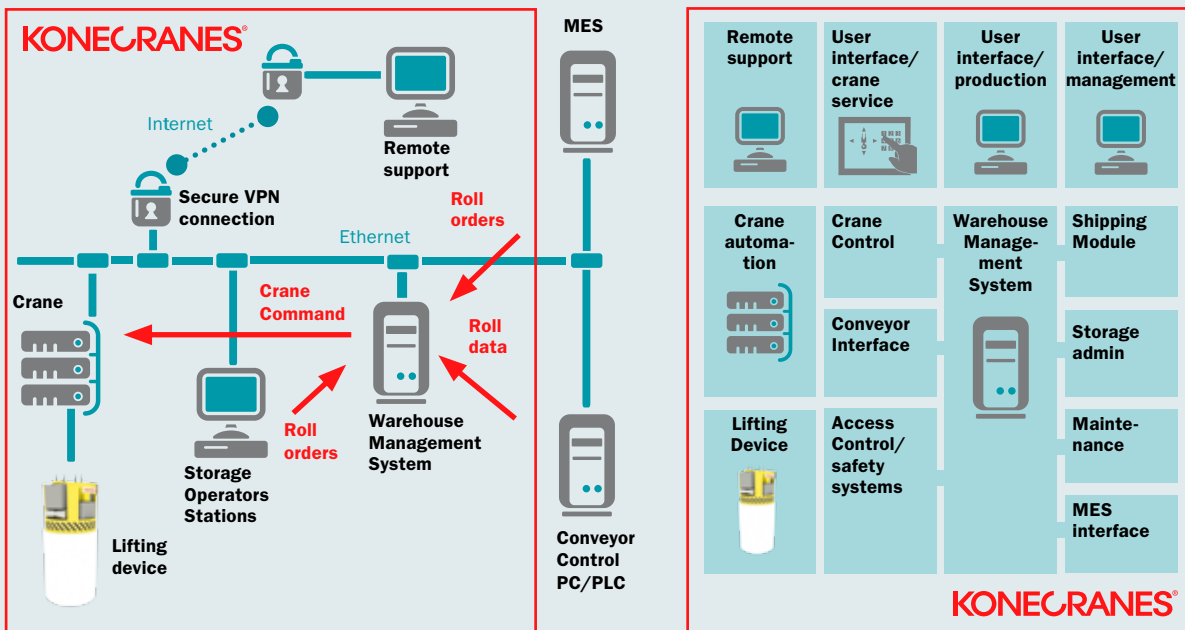 KONECRANES®
Internet
Remote
support
Secure VPN
connection
Ethernet
Roll
orders
Crane
Crane
Command
Roll
data
Roll
orders
Warehouse
Management
System
Storage
Operators
Stations
Lifting
device
MES
Conveyor
Control
PC/PLC
Remote
support
User
interface/
crane
service
User
interface/
production
User
interface/
management
Crane
automa-
tion
Crane
Control
Warehouse
Manage-
ment
System
Shipping
Module
Conveyor
Interface
Storage
admin
Lifting
Device
Access
Control/
safety
systems
Mainte-
nance
MES
interface
KONECRANES®